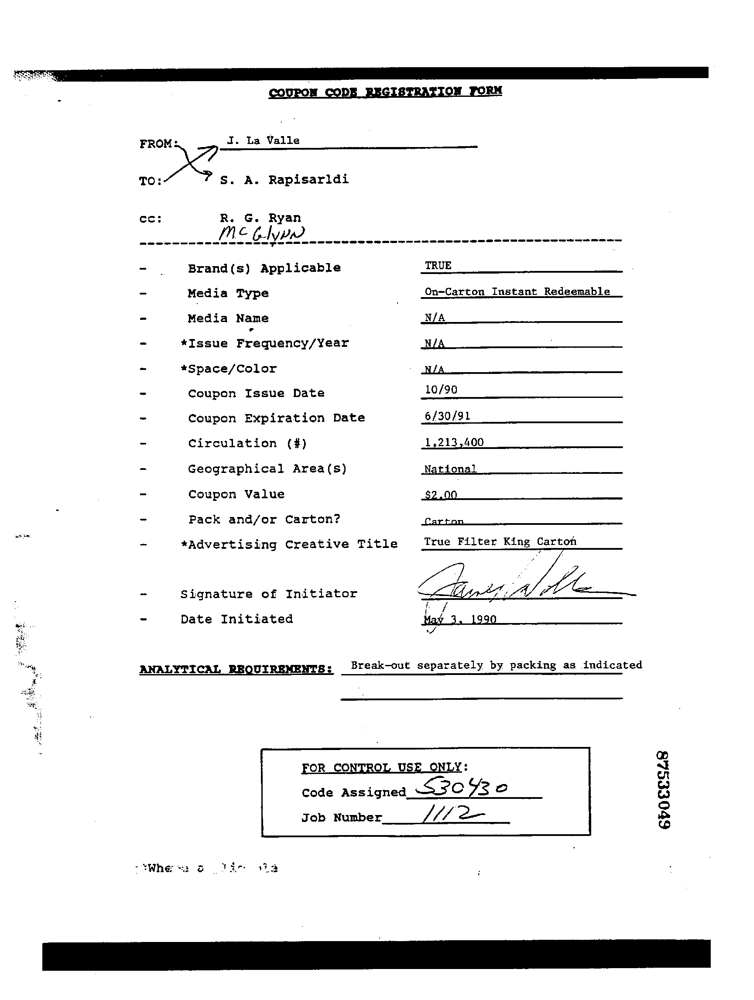 COUPON CODE REGISTRATION FORM
FROM: J. La Valle
TO: S. A. Rapisarldi
cc: R. G. Ryan
McGlynn
- Brand(s) Applicable TRUE
- Media Type On-Carton Instant Redeemable
- Media Name N/A
- *Issue Frequency/Year N/A
- *Space/Color N/A
- Coupon Issue Date 10/90
- Coupon Expiration Date 6/30/91
- Circulation (#) 1,213,400
- Geographical Area(s) National
- Coupon Value $2.00
- Pack and/or Carton? Carton
- *Advertising Creative Title True Filter King Carton
- Signature of Initiator
- Date Initiated May 3, 1990
ANALYTICAL REQUIREMENTS: Break-out separately by packing as indicated
FOR CONTROL USE ONLY:
Code Assigned 530430
Job Number 1112
87533049
*Where